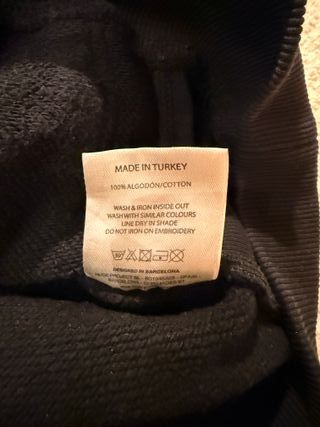 MADE IN TURKEY
100% ALGODÓN/COTTON
WASH & IRON INSIDE OUT
WASH WITH SIMILAR COLOURS
LINE DRY IN SHADE
DO NOT IRON ON EMBROIDERY
DESIGNED IN BARCELONA